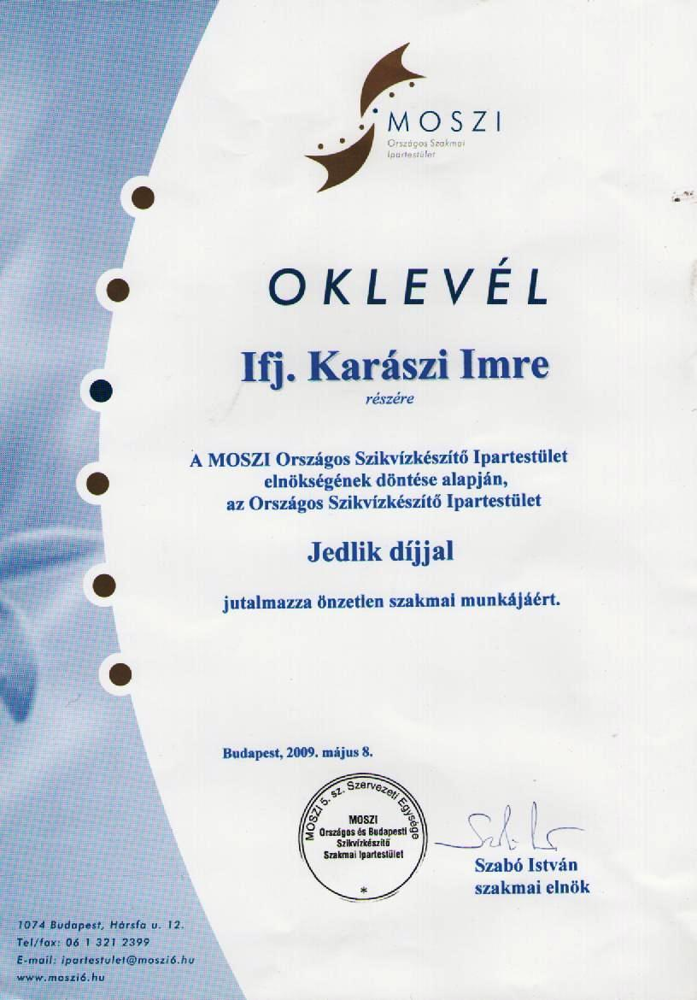 MOSZI
Országos Szakmai
Ipartestület
OKLEVÉL
Ifj. Karászi Imre
részére
A MOSZI Országos Szikvízkészítő Ipartestület
elnökségének döntése alapján,
az Országos Szikvízkészítő Ipartestület
Jedlik díjjal
jutalmazza önzetlen szakmai munkájáért.
Budapest, 2009. május 8.
MOSZI 5. sz. Szervezeti Egysége
MOSZI
Országos és Budapesti
Szikvízkészítő
Szakmai Ipartestület
*
Szabó István
szakmai elnök
1074 Budapest, Hársfa u. 12.
Tel/fax: 06 1 321 2399
E-mail: ipartestulet@moszi6.hu
www.moszi6.hu